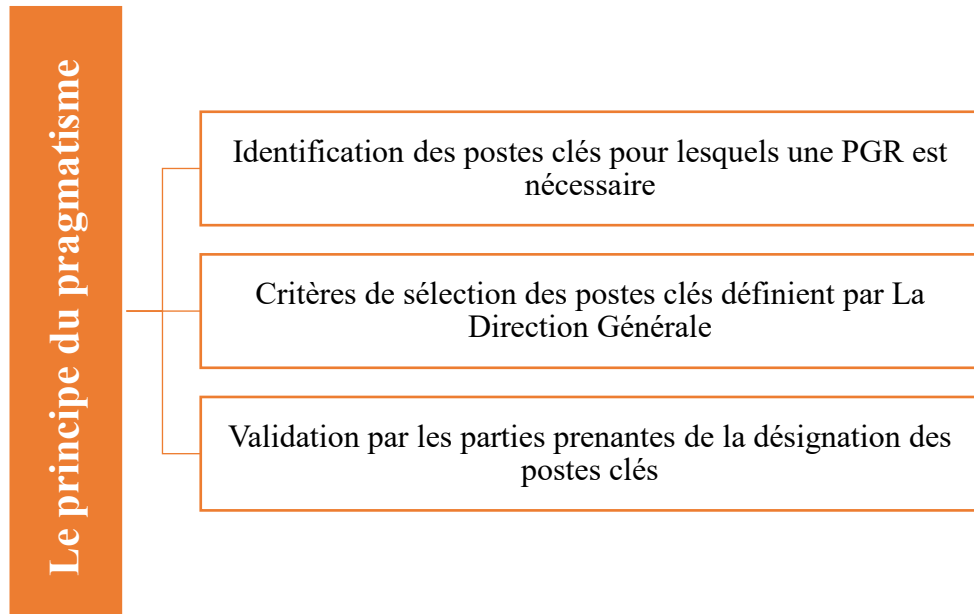 Le principe du pragmatisme
Identification des postes clés pour lesquels une PGR est
nécessaire
Critères de sélection des postes clés définient par La
Direction Générale
Validation par les parties prenantes de la désignation des
postes clés